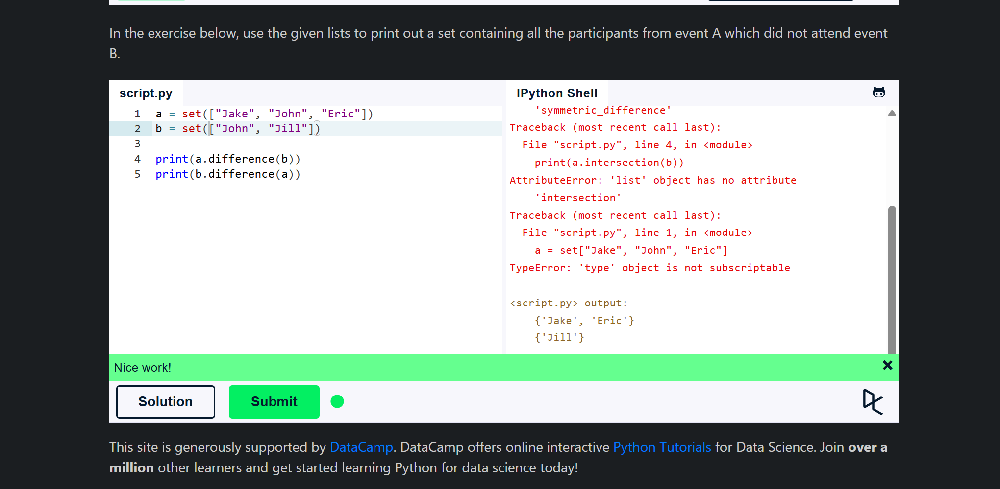 In the exercise below, use the given lists to print out a set containing all the participants from event A which did not attend event
B.
script.py
1 a = set(["Jake", "John", "Eric"])
2 b = set(["John", "Jill"])
3
4 print(a.difference(b))
5 print(b.difference(a))
IPython Shell
'symmetric_difference'
Traceback (most recent call last):
File "script.py", line 4, in <module>
print(a.intersection(b))
AttributeError: 'list' object has no attribute
'intersection'
Traceback (most recent call last):
File "script.py", line 1, in <module>
a = set["Jake", "John", "Eric"]
TypeError: 'type' object is not subscriptable
<script.py> output:
{'Jake', 'Eric'}
{'Jill'}
Nice work!
Solution
Submit
This site is generously supported by DataCamp. DataCamp offers online interactive Python Tutorials for Data Science. Join over a
million other learners and get started learning Python for data science today!